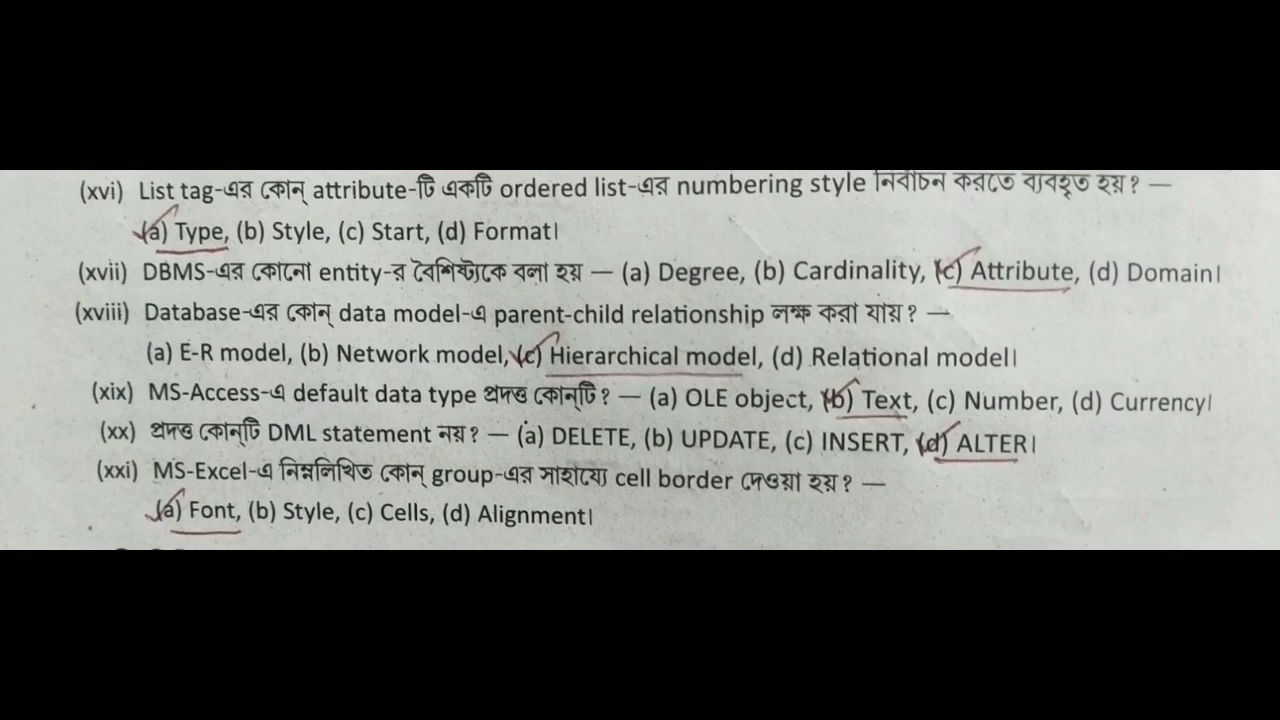 (xvi) List tag-এর কোন্ attribute-টি একটি ordered list-এর numbering style নির্বাচন করতে ব্যবহৃত হয়? —
(a) Type, (b) Style, (c) Start, (d) Format।
(xvii) DBMS-এর কোনো entity-র বৈশিষ্ট্যকে বলা হয় — (a) Degree, (b) Cardinality, (c) Attribute, (d) Domain।
(xviii) Database-এর কোন্ data model-এ parent-child relationship লক্ষ করা যায়? —
(a) E-R model, (b) Network model, (c) Hierarchical model, (d) Relational model।
(xix) MS-Access-এ default data type প্রদত্ত কোন্‌টি? — (a) OLE object, (b) Text, (c) Number, (d) Currency।
(xx) প্রদত্ত কোন্‌টি DML statement নয়? — (a) DELETE, (b) UPDATE, (c) INSERT, (d) ALTER।
(xxi) MS-Excel-এ নিম্নলিখিত কোন্ group-এর সাহায্যে cell border দেওয়া হয়? —
(a) Font, (b) Style, (c) Cells, (d) Alignment।